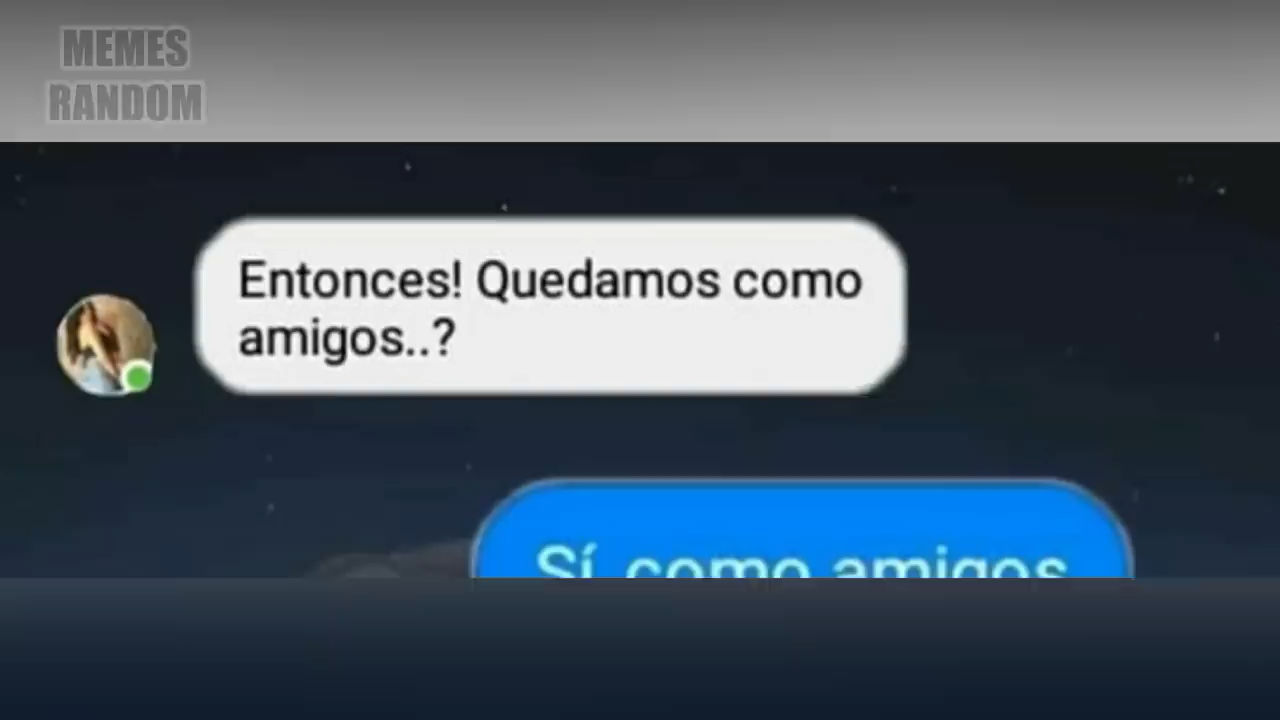 MEMES
RANDOM
Entonces! Quedamos como
amigos..?
Sí, como amigos